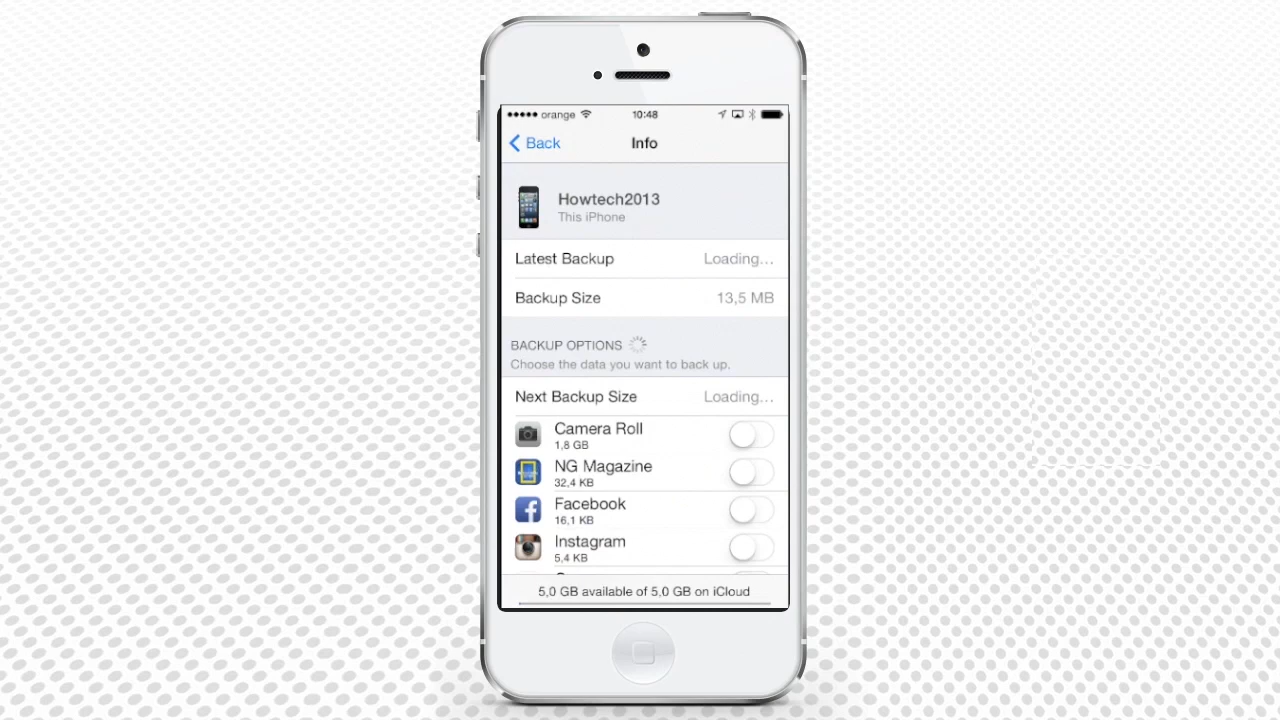 orange 10:48
Back Info
Howtech2013
This iPhone
Latest Backup Loading...
Backup Size 13,5 MB
BACKUP OPTIONS
Choose the data you want to back up.
Next Backup Size Loading...
Camera Roll
1,8 GB
NG Magazine
32,4 KB
Facebook
16,1 KB
Instagram
5,4 KB
5,0 GB available of 5,0 GB on iCloud